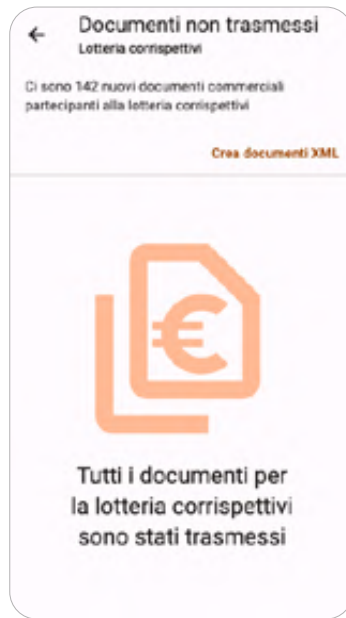 Documenti non trasmessi
Lotteria corrispettivi
Ci sono 142 nuovi documenti commerciali
partecipanti alla lotteria corrispettivi
Crea documenti XML
€
Tutti i documenti per
la lotteria corrispettivi
sono stati trasmessi